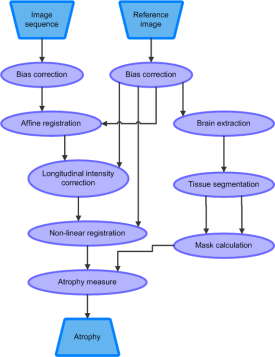 Image
sequence
Reference
image
Bias correction
Bias correction
Affine registration
Brain extraction
Longitudinal intensity
correction
Tissue segmentation
Non-linear registration
Mask calculation
Atrophy measure
Atrophy